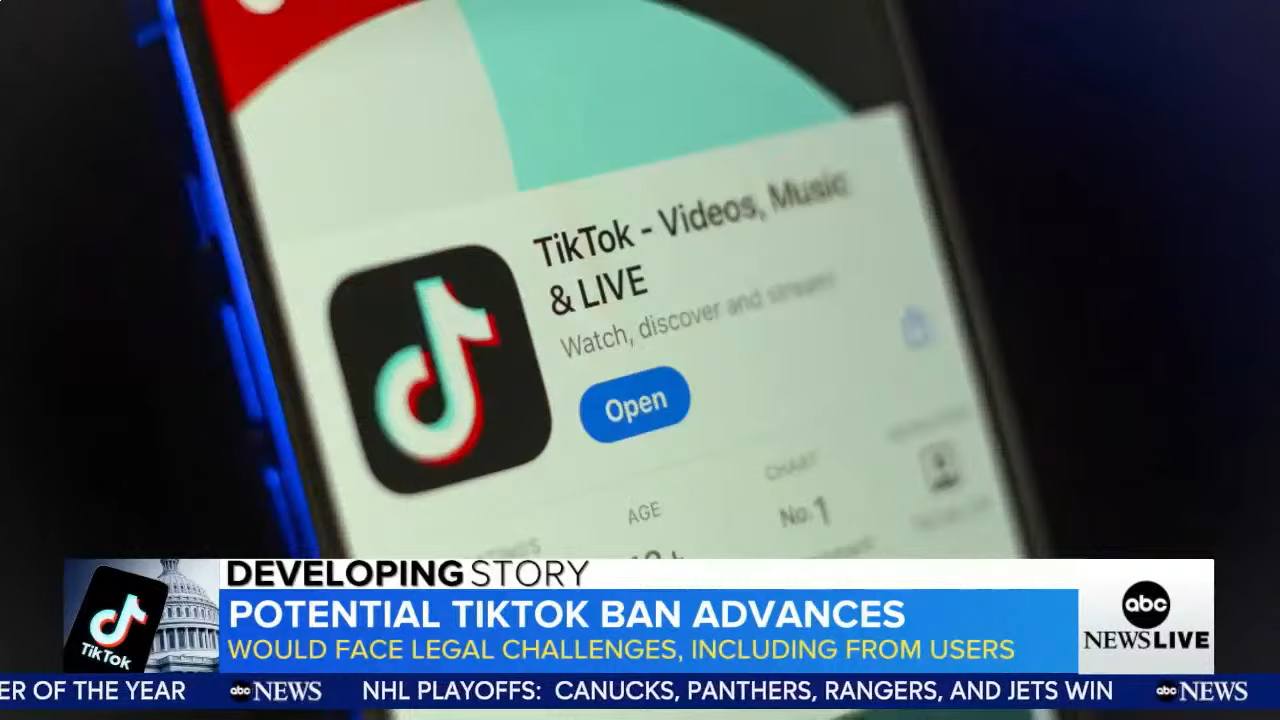 TikTok - Videos, Music
& LIVE
Watch, discover and stream
Open
AGE
CHART
No.1
DEVELOPING STORY
POTENTIAL TIKTOK BAN ADVANCES
WOULD FACE LEGAL CHALLENGES, INCLUDING FROM USERS
TikTok
abc
NEWS LIVE
ER OF THE YEAR abc NEWS NHL PLAYOFFS: CANUCKS, PANTHERS, RANGERS, AND JETS WIN abc NEWS